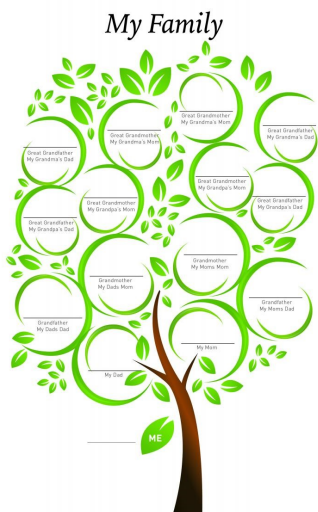 My Family
Grandma's Mom
My Grandma's Mom
Great Grandmother
My Grandma's Mom
Great Grandfather
My Grandma's Dad
Great Grandfather
My Grandma's Dad
Great Grandmother
My Grandpa's Mom
Great Grandmother
My Grandpa's Mom
Great Grandfather
My Grandpa's Dad
Great Grandfather
My Grandpa's Dad
Grandmother
My Moms Mom
Grandmother
My Dads Mom
Grandfather
My Moms Dad
Grandfather
My Dads Dad
My Mom
My Dad
ME